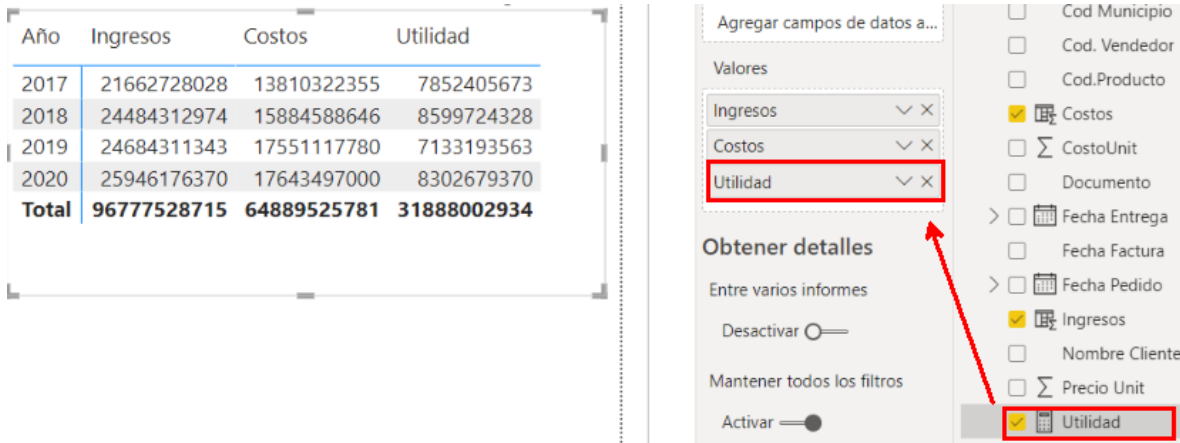 Año Ingresos Costos Utilidad
2017 21662728028 13810322355 7852405673
2018 24484312974 15884588646 8599724328
2019 24684311343 17551117780 7133193563
2020 25946176370 17643497000 8302679370
Total 96777528715 64889525781 31888002934
Agregar campos de datos a...
Valores
Ingresos
Costos
Utilidad
Obtener detalles
Entre varios informes
Desactivar
Mantener todos los filtros
Activar
Cod Municipio
Cod. Vendedor
Cod.Producto
Costos
CostoUnit
Documento
Fecha Entrega
Fecha Factura
Fecha Pedido
Ingresos
Nombre Cliente
Precio Unit
Utilidad